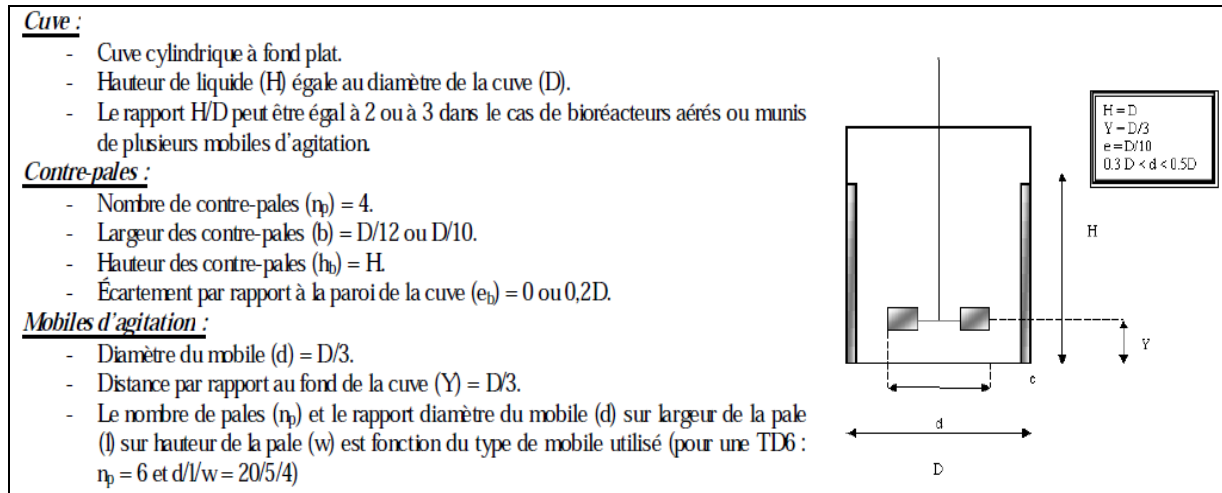 Cuve :
- Cuve cylindrique à fond plat.
- Hauteur de liquide (H) égale au diamètre de la cuve (D).
- Le rapport H/D peut être égal à 2 ou à 3 dans le cas de bioréacteurs aérés ou munis
de plusieurs mobiles d'agitation.
Contre-pales :
- Nombre de contre-pales (np) = 4.
- Largeur des contre-pales (b) = D/12 ou D/10.
- Hauteur des contre-pales (hb) = H.
- Écartement par rapport à la paroi de la cuve (eb) = 0 ou 0,2D.
Mobiles d'agitation :
- Diamètre du mobile (d) = D/3.
- Distance par rapport au fond de la cuve (Y) = D/3.
- Le nombre de pales (np) et le rapport diamètre du mobile (d) sur largeur de la pale
(l) sur hauteur de la pale (w) est fonction du type de mobile utilisé (pour une TD6 :
np = 6 et d/l/w = 20/5/4)
H = D
Y = D/3
e = D/10
0.3 D < d < 0.5D
H
Y
e
d
D